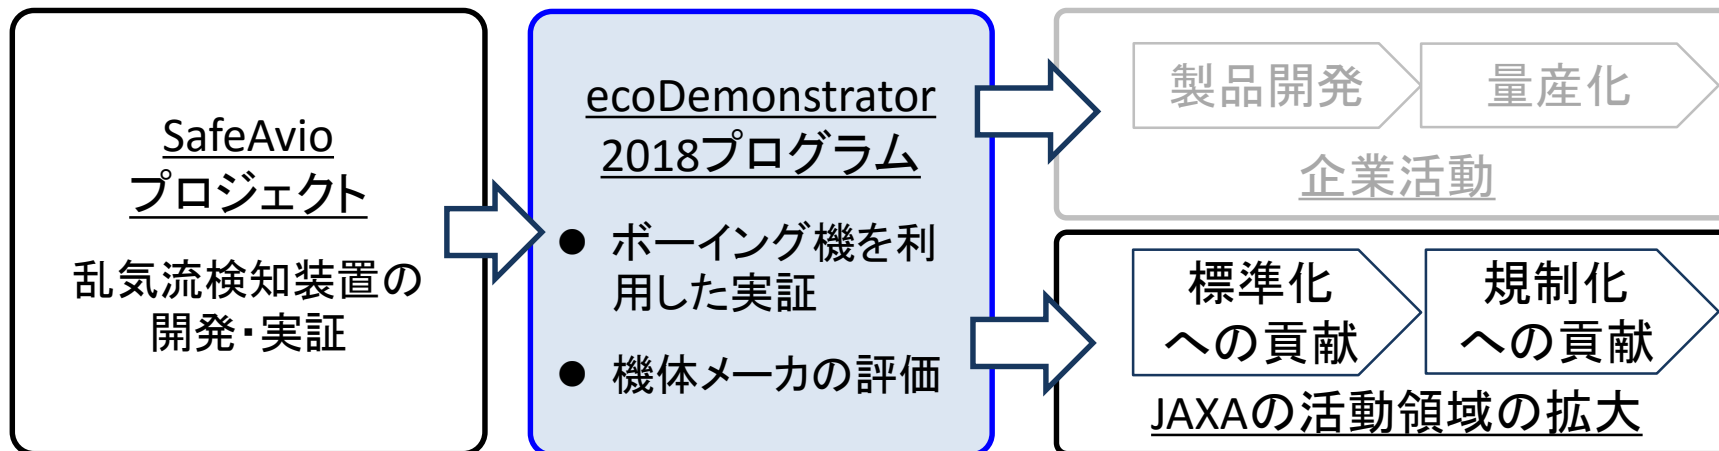 SafeAvio
プロジェクト
乱気流検知装置の
開発・実証
ecoDemonstrator
2018プログラム
● ボーイング機を利
用した実証
● 機体メーカの評価
製品開発
量産化
企業活動
標準化
への貢献
規制化
への貢献
JAXAの活動領域の拡大